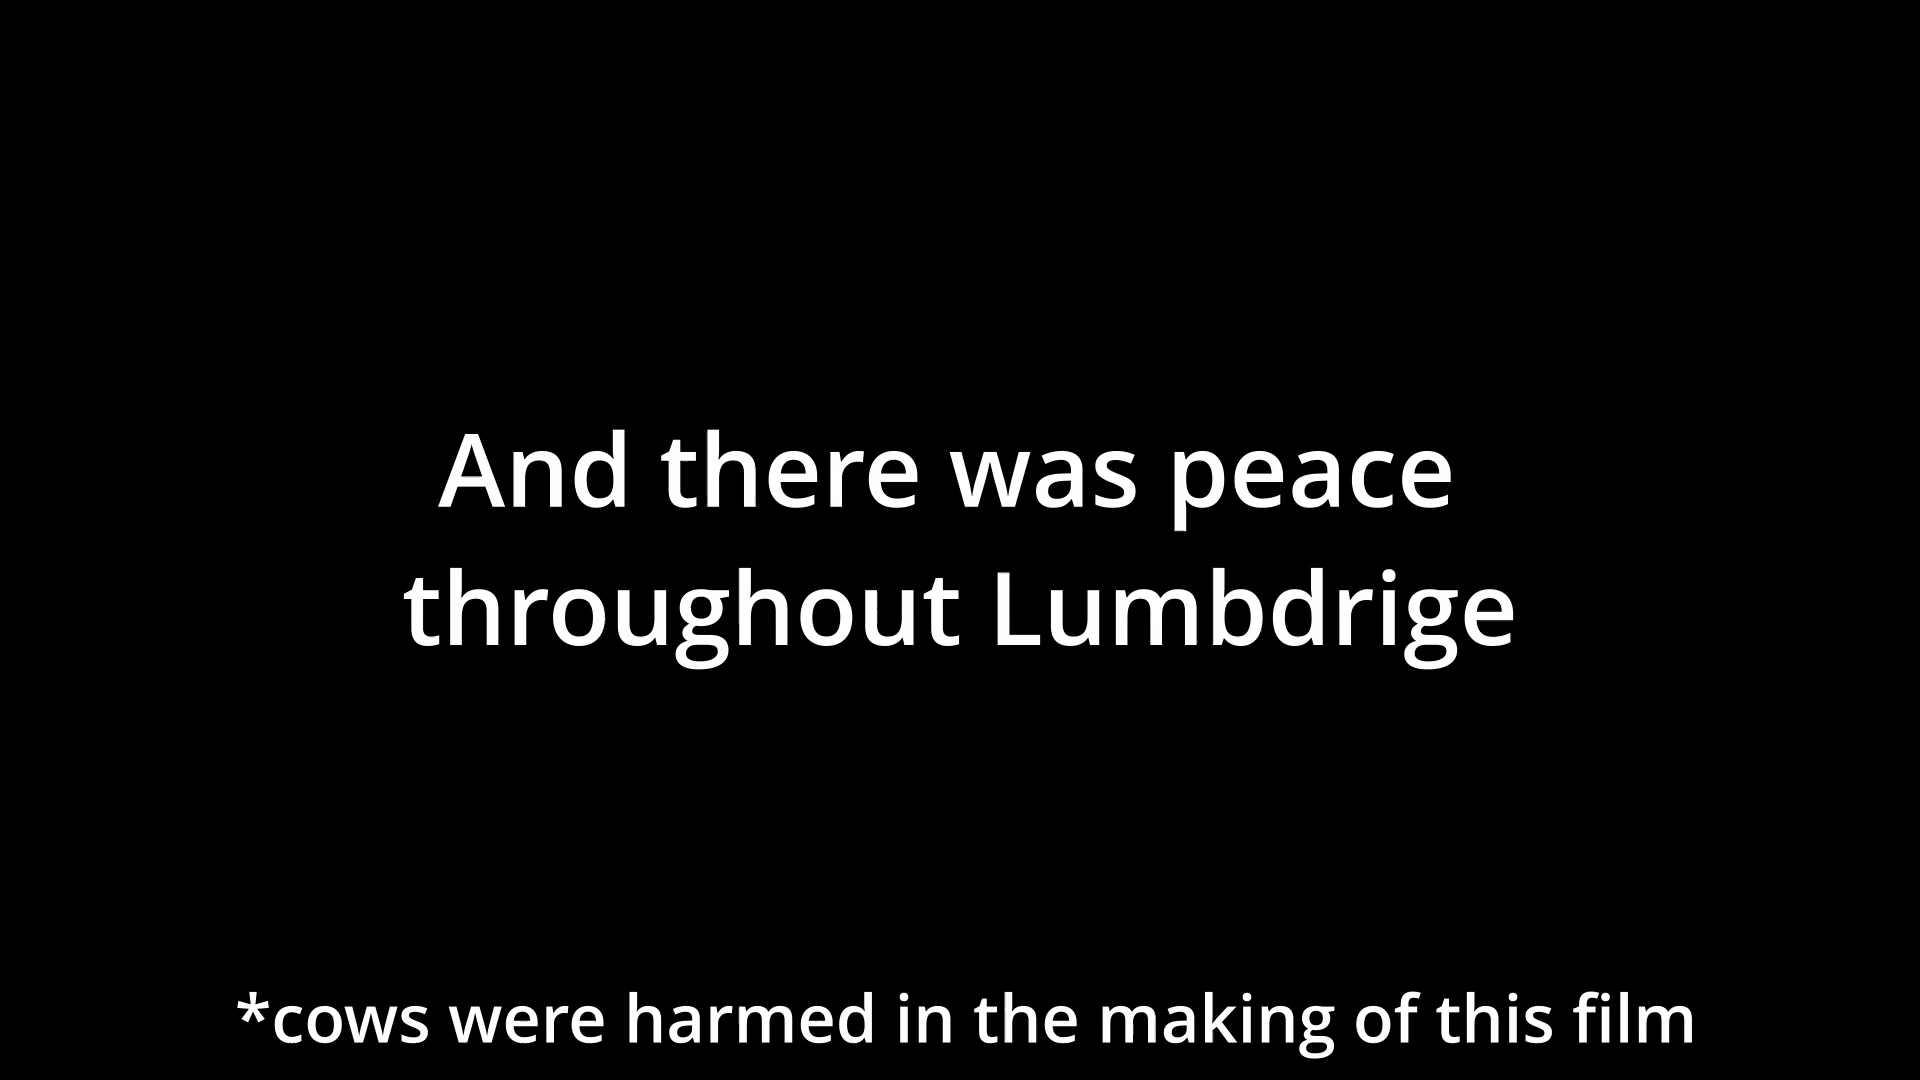 And there was peace
throughout Lumbdrige
*cows were harmed in the making of this film